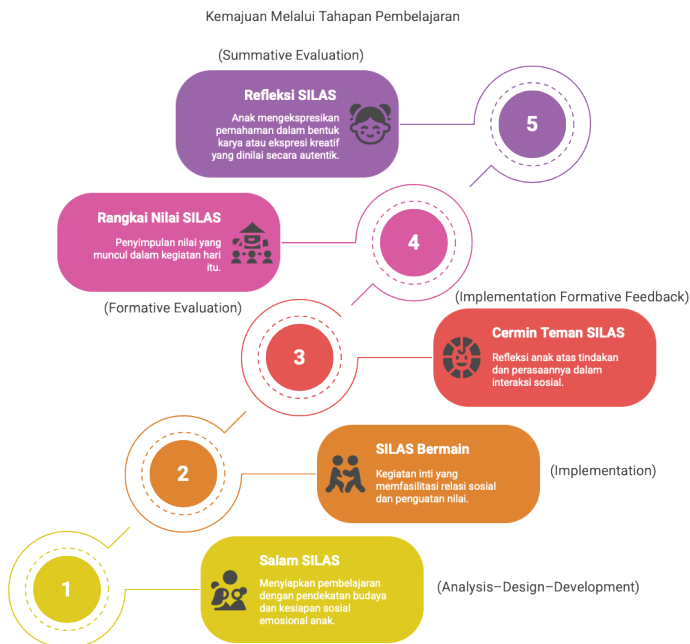 Kemajuan Melalui Tahapan Pembelajaran
(Summative Evaluation)
Refleksi SILAS
Anak mengekspresikan
pemahaman dalam bentuk
karya atau ekspresi kreatif
yang dinilai secara autentik.
5
Rangkai Nilai SILAS
Penyimpulan nilai yang
muncul dalam kegiatan hari
itu.
4
(Formative Evaluation)
(Implementation Formative Feedback)
3
Cermin Teman SILAS
Refleksi anak atas tindakan
dan perasaannya dalam
interaksi sosial.
2
SILAS Bermain
Kegiatan inti yang
memfasilitasi relasi sosial
dan penguatan nilai.
(Implementation)
1
Salam SILAS
Menyiapkan pembelajaran
dengan pendekatan budaya
dan kesiapan sosial
emosional anak.
(Analysis–Design–Development)